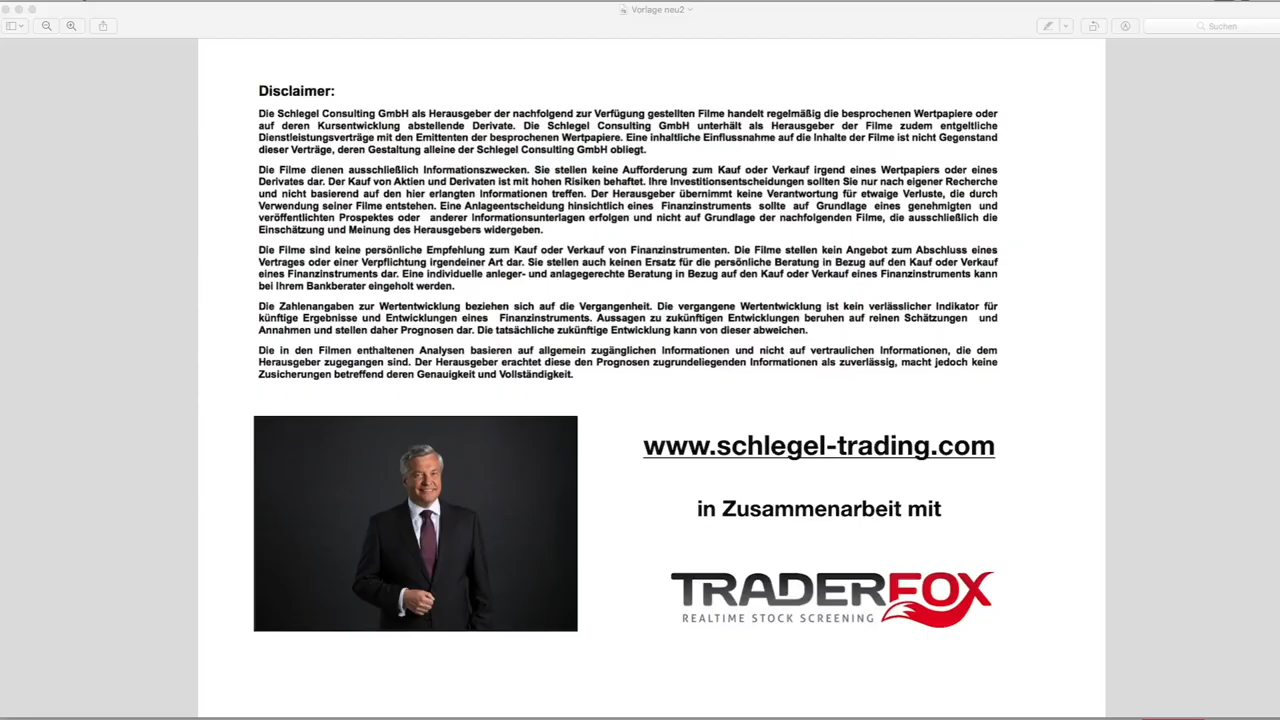 Vorlage neu2
Suchen
Disclaimer:
Die Schlegel Consulting GmbH als Herausgeber der nachfolgend zur Verfügung gestellten Filme handelt regelmäßig die besprochenen Wertpapiere oder
auf deren Kursentwicklung abstellende Derivate. Die Schlegel Consulting GmbH unterhält als Herausgeber der Filme zudem entgeltliche
Dienstleistungsverträge mit den Emittenten der besprochenen Wertpapiere. Eine inhaltliche Einflussnahme auf die Inhalte der Filme ist nicht Gegenstand
dieser Verträge, deren Gestaltung alleine der Schlegel Consulting GmbH obliegt.
Die Filme dienen ausschließlich Informationszwecken. Sie stellen keine Aufforderung zum Kauf oder Verkauf irgend eines Wertpapiers oder eines
Derivates dar. Der Kauf von Aktien und Derivaten ist mit hohen Risiken behaftet. Ihre Investitionsentscheidungen sollten Sie nur nach eigener Recherche
und nicht basierend auf den hier erlangten Informationen treffen. Der Herausgeber übernimmt keine Verantwortung für etwaige Verluste, die durch
Verwendung seiner Filme entstehen. Eine Anlageentscheidung hinsichtlich eines Finanzinstruments sollte auf Grundlage eines genehmigten und
veröffentlichten Prospektes oder anderer Informationsunterlagen erfolgen und nicht auf Grundlage der nachfolgenden Filme, die ausschließlich die
Einschätzung und Meinung des Herausgebers widergeben.
Die Filme sind keine persönliche Empfehlung zum Kauf oder Verkauf von Finanzinstrumenten. Die Filme stellen kein Angebot zum Abschluss eines
Vertrages oder einer Verpflichtung irgendeiner Art dar. Sie stellen auch keinen Ersatz für die persönliche Beratung in Bezug auf den Kauf oder Verkauf
eines Finanzinstruments dar. Eine individuelle anleger- und anlagegerechte Beratung in Bezug auf den Kauf oder Verkauf eines Finanzinstruments kann
bei Ihrem Bankberater eingeholt werden.
Die Zahlenangaben zur Wertentwicklung beziehen sich auf die Vergangenheit. Die vergangene Wertentwicklung ist kein verlässlicher Indikator für
künftige Ergebnisse und Entwicklungen eines Finanzinstruments. Aussagen zu zukünftigen Entwicklungen beruhen auf reinen Schätzungen und
Annahmen und stellen daher Prognosen dar. Die tatsächliche zukünftige Entwicklung kann von dieser abweichen.
Die in den Filmen enthaltenen Analysen basieren auf allgemein zugänglichen Informationen und nicht auf vertraulichen Informationen, die dem
Herausgeber zugegangen sind. Der Herausgeber erachtet diese den Prognosen zugrundeliegenden Informationen als zuverlässig, macht jedoch keine
Zusicherungen betreffend deren Genauigkeit und Vollständigkeit.
www.schlegel-trading.com
in Zusammenarbeit mit
TRADERFOX
REALTIME STOCK SCREENING